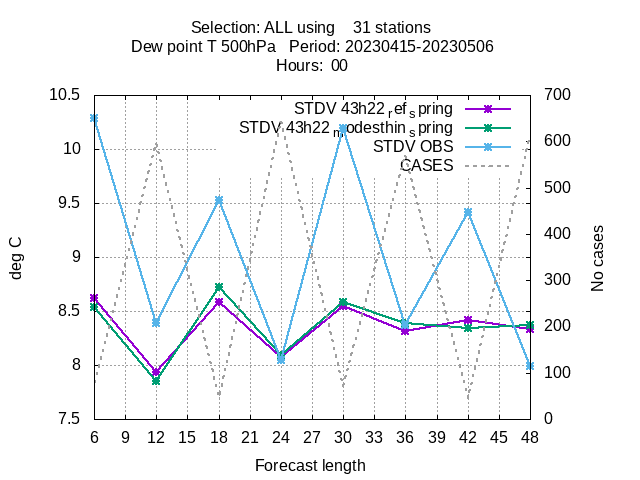 Selection: ALL using 31 stations
Dew point T 500hPa Period: 20230415-20230506
Hours: 00
10.5
10
9.5
9
8.5
8
7.5
deg C
STDV 43h22_ref_spring
STDV 43h22_modesthin_spring
STDV OBS
CASES
700
600
500
400
300
200
100
0
No cases
6 9 12 15 18 21 24 27 30 33 36 39 42 45 48
Forecast length